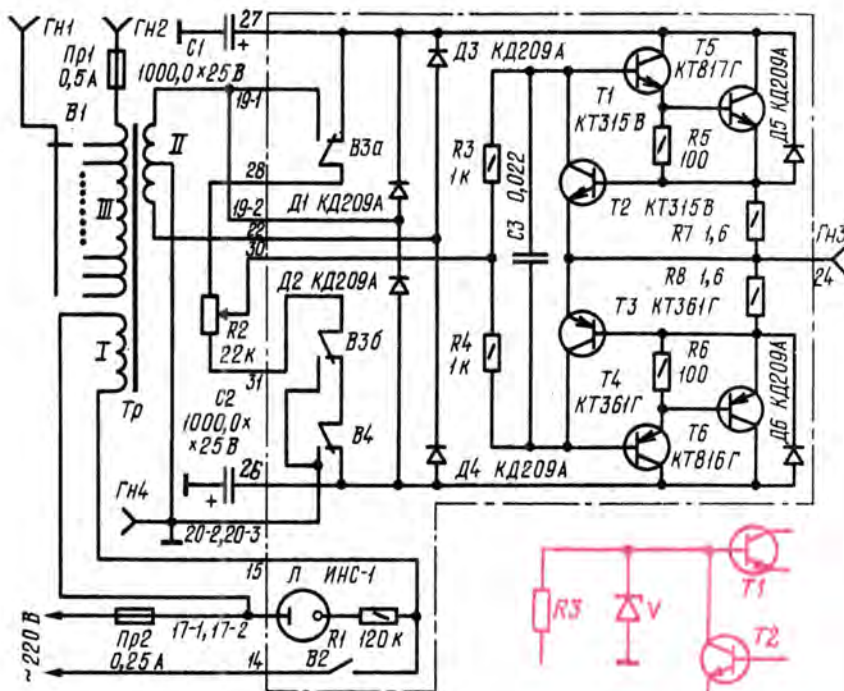 Гн1
Гн2
27
Пр1
0,5А
С1
1000,0×25В
Д3 КД209А
Т5
КТ817Г
В1
19-1
II
В3а
28
19-2
22
30
Д1 КД209А
III
R3
1к
С3
0,022
Т1
КТ315В
R5
100
Д5 КД209А
Т2 КТ315В
R7 1,6
Гн3
24
R8 1,6
Д2 КД209А
R2
22к
31
В3б
Т3 КТ361Г
R4
1к
R6
100
I
Тр
С2
1000,0×
×25В
26
В4
Т4
КТ361Г
Т6
КТ816Г
Д6 КД209А
Д4 КД209А
Гн4
20-2,20-3
15
Л ИНС-1
17-1,17-2
~220В
Пр2
0,25А
14
В2
R1
120к
R3
V
Т1
Т2